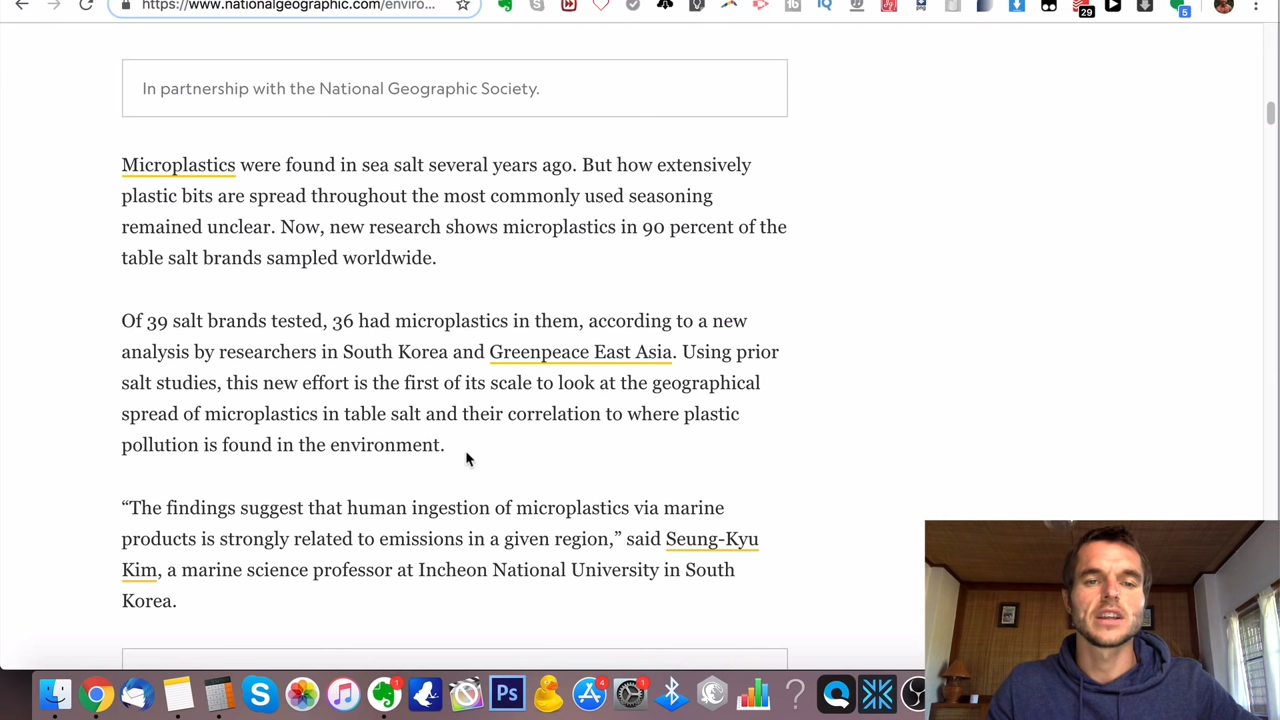 https://www.nationalgeographic.com/enviro...
29
5
In partnership with the National Geographic Society.
Microplastics were found in sea salt several years ago. But how extensively
plastic bits are spread throughout the most commonly used seasoning
remained unclear. Now, new research shows microplastics in 90 percent of the
table salt brands sampled worldwide.
Of 39 salt brands tested, 36 had microplastics in them, according to a new
analysis by researchers in South Korea and Greenpeace East Asia. Using prior
salt studies, this new effort is the first of its scale to look at the geographical
spread of microplastics in table salt and their correlation to where plastic
pollution is found in the environment.
“The findings suggest that human ingestion of microplastics via marine
products is strongly related to emissions in a given region,” said Seung-Kyu
Kim, a marine science professor at Incheon National University in South
Korea.
1
Ps
4
1